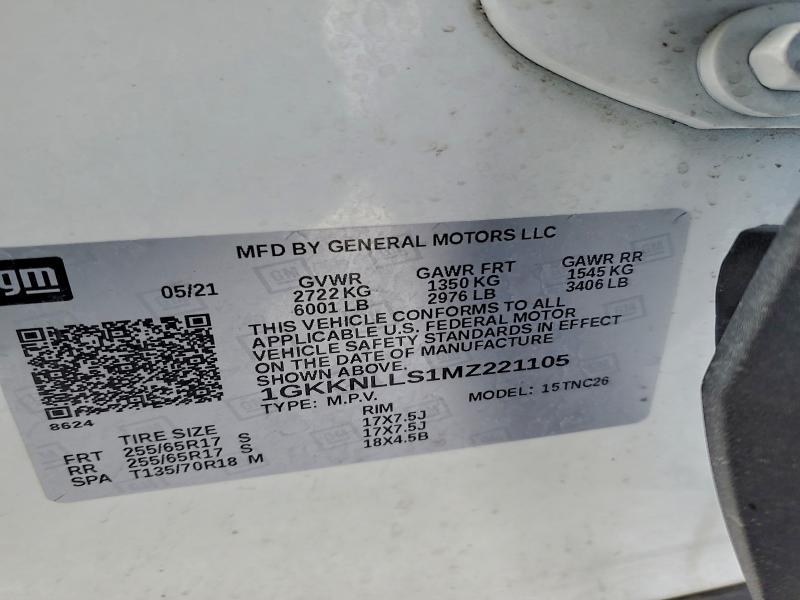 gm
MFD BY GENERAL MOTORS LLC
05/21
GVWR GAWR FRT GAWR RR
2722 KG 1350 KG 1545 KG
6001 LB 2976 LB 3406 LB
THIS VEHICLE CONFORMS TO ALL
APPLICABLE U.S. FEDERAL MOTOR
VEHICLE SAFETY STANDARDS IN EFFECT
ON THE DATE OF MANUFACTURE
SHOWN ABOVE.
1GKKNLLS1MZ221105
TYPE: M.P.V. MODEL: 15TNC26
8624
TIRE SIZE RIM
FRT 255/65R17 S 17X7.5J
RR 255/65R17 S 17X7.5J
SPA T135/70R18 M 18X4.5B